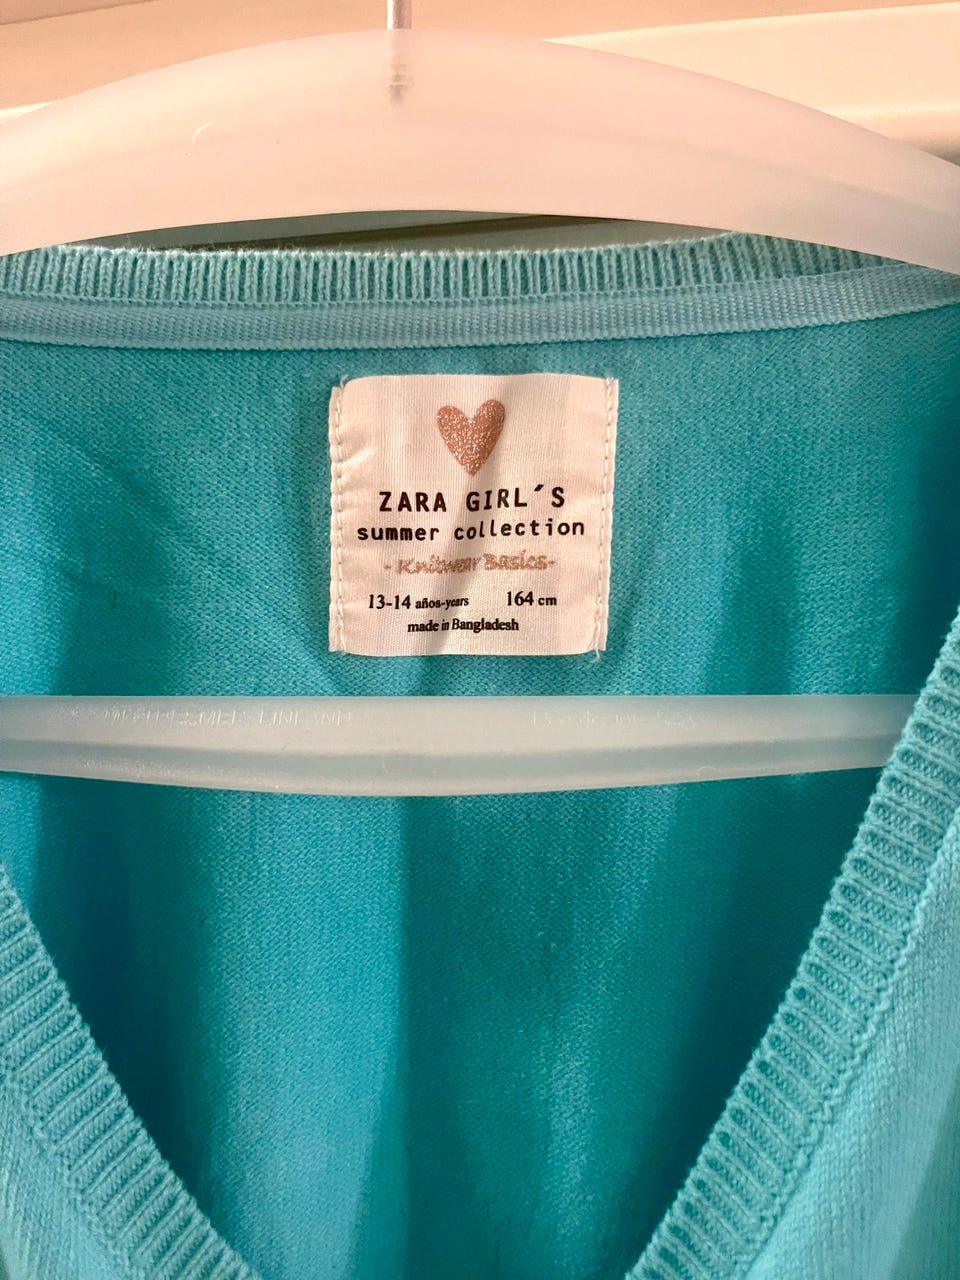 ZARA GIRL´S
summer collection
- Knitwear Basics -
13-14 años-years 164 cm
made in Bangladesh